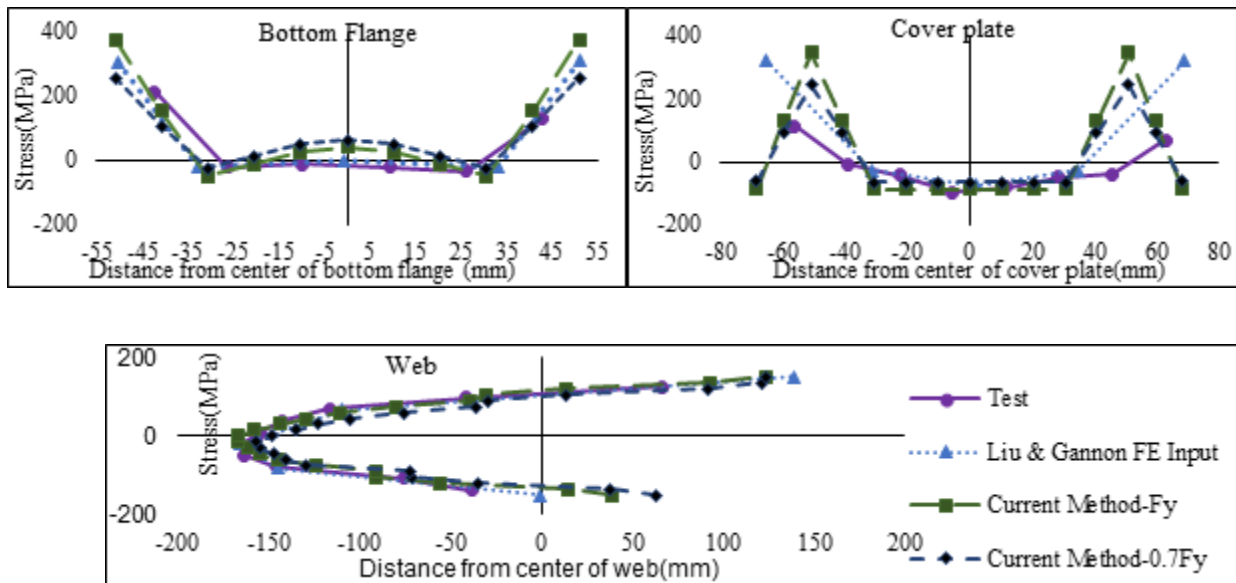 Bottom Flange
Stress(MPa)
400
200
0
-200
-55 -45 -35 -25 -15 -5 5 15 25 35 45 55
Distance from center of bottom flange (mm)
Cover plate
Stress(MPa)
400
200
0
-200
-80 -60 -40 -20 0 20 40 60 80
Distance from center of cover plate(mm)
Web
Stress(MPa)
200
0
-200
-200 -150 -100 -50 0 50 100 150 200
Distance from center of web(mm)
Test
Liu & Gannon FE Input
Current Method-Fy
Current Method-0.7Fy